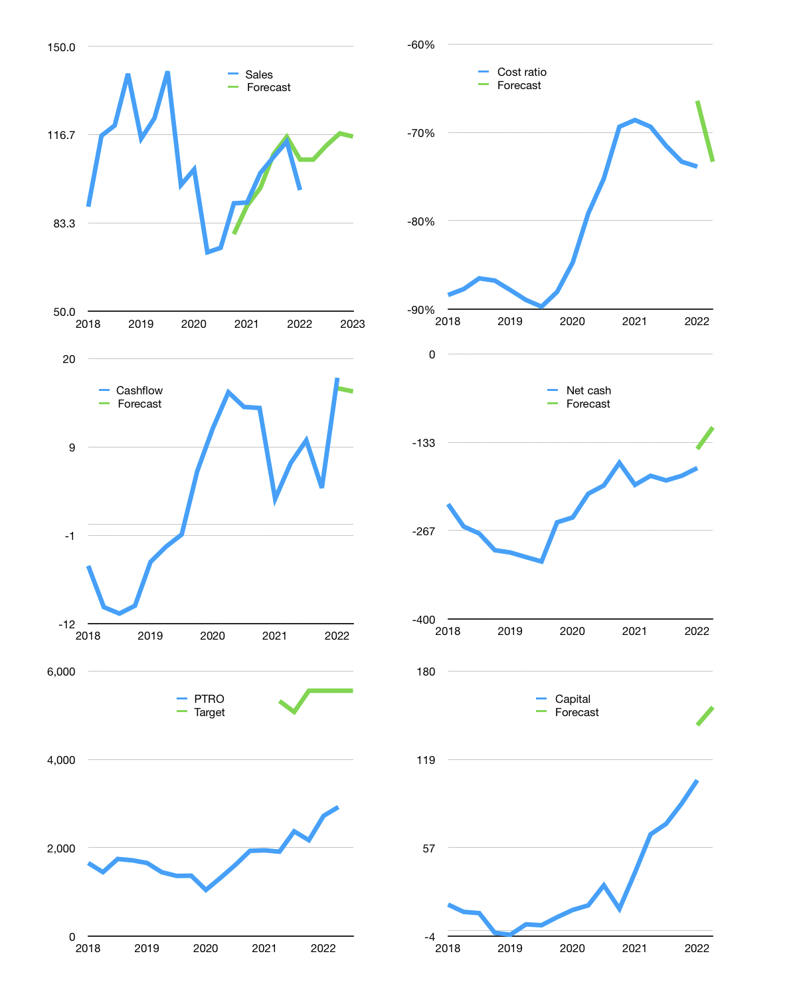 150.0
Sales
Forecast
116.7
83.3
50.0
2018 2019 2020 2021 2022 2023
-60%
Cost ratio
Forecast
-70%
-80%
-90%
2018 2019 2020 2021 2022
20
Cashflow
Forecast
9
-1
-12
2018 2019 2020 2021 2022
0
Net cash
Forecast
-133
-267
-400
2018 2019 2020 2021 2022
6,000
PTRO
Target
4,000
2,000
0
2018 2019 2020 2021 2022
180
Capital
Forecast
119
57
-4
2018 2019 2020 2021 2022